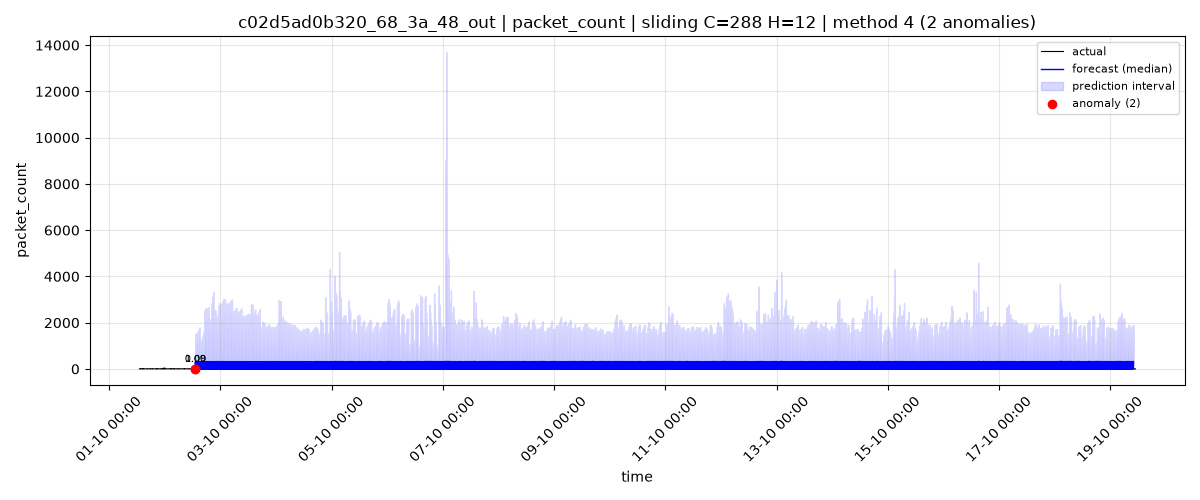 c02d5ad0b320_68_3a_48_out | packet_count | sliding C=288 H=12 | method 4 (2 anomalies)
actual
forecast (median)
prediction interval
anomaly (2)
packet_count
14000
12000
10000
8000
6000
4000
2000
0
01-10 00:00
03-10 00:00
05-10 00:00
07-10 00:00
09-10 00:00
11-10 00:00
13-10 00:00
15-10 00:00
17-10 00:00
19-10 00:00
time